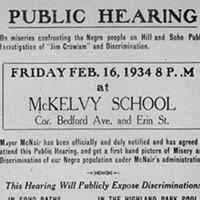 PUBLIC HEARING
On miseries confronting the Negro people on Hill and Soho Publ
Investigation of "Jim Crowism" and Discrimination.
FRIDAY FEB. 16, 1934 8 P..M
at
McKELVY SCHOOL
Cor. Bedford Ave. and Erin St.
Mayor McNair has been officially and duly notified and has agreed
attend this Public Hearing, and get a first hand picture of Misery a
Discrimination of our Negro population under McNair's administratio
This Hearing Will Publicly Expose Discrimination:
IN SOHO BATHS IN THE HIGHLAND PARK POOL